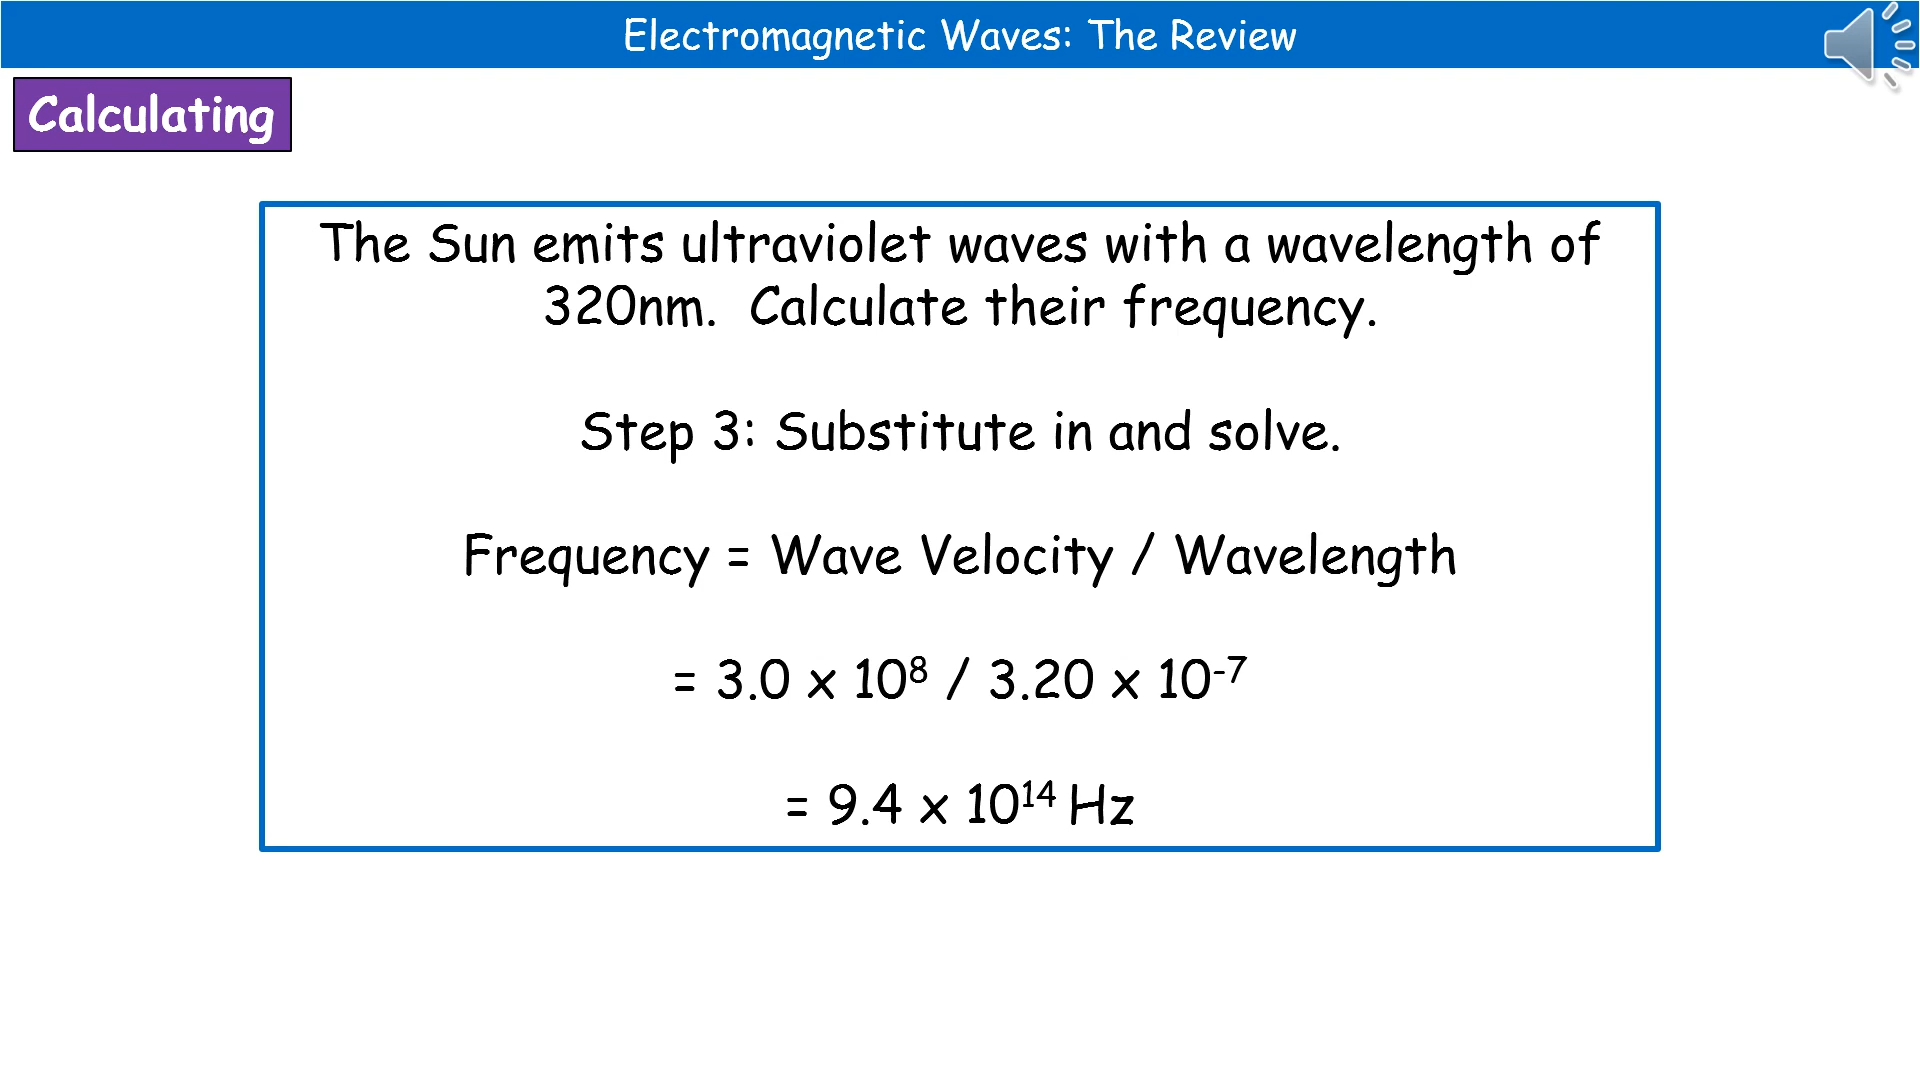 Electromagnetic Waves: The Review
Calculating
The Sun emits ultraviolet waves with a wavelength of
320nm.  Calculate their frequency.
Step 3: Substitute in and solve.
Frequency = Wave Velocity / Wavelength
= 3.0 x 10⁸ / 3.20 x 10⁻⁷
= 9.4 x 10¹⁴ Hz